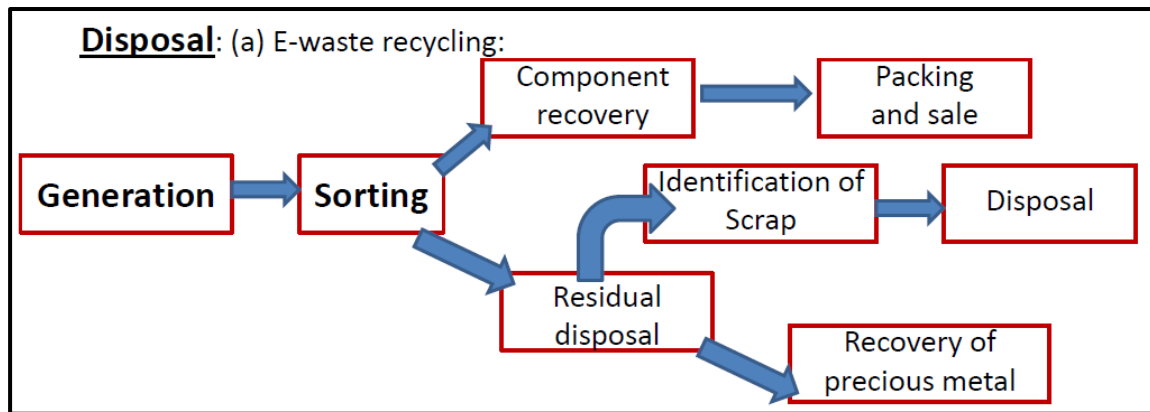 Disposal: (a) E-waste recycling:
Component
recovery
Packing
and sale
Generation
Sorting
Identification of
Scrap
Disposal
Residual
disposal
Recovery of
precious metal